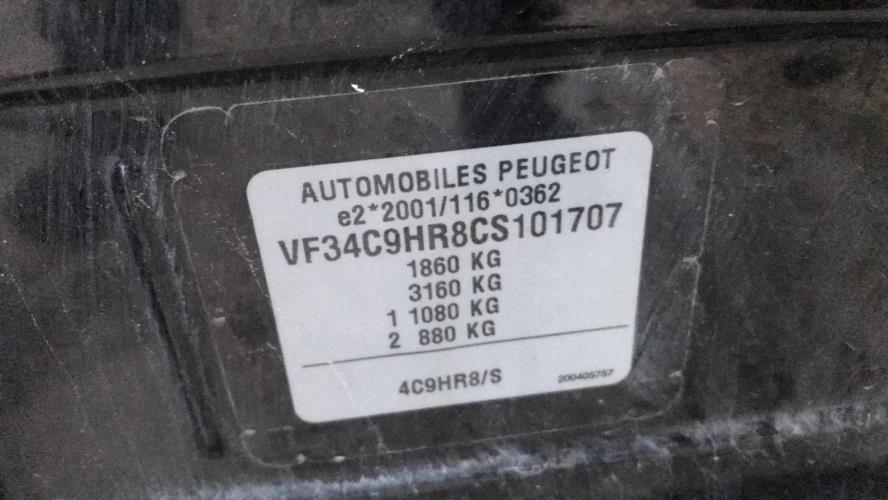 AUTOMOBILES PEUGEOT
e2*2001/116*0362
VF34C9HR8CS101707
1860 KG
3160 KG
1 1080 KG
2 880 KG
4C9HR8/S 200405757